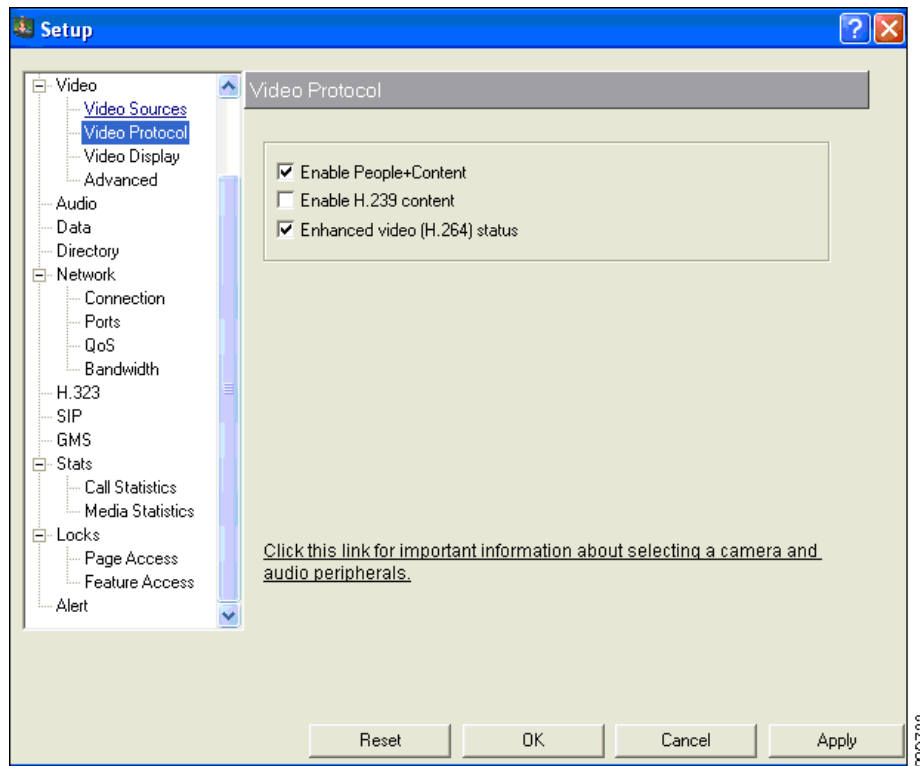 Setup
Video
Video Sources
Video Protocol
Video Display
Advanced
Audio
Data
Directory
Network
Connection
Ports
QoS
Bandwidth
H.323
SIP
GMS
Stats
Call Statistics
Media Statistics
Locks
Page Access
Feature Access
Alert
Video Protocol
Enable People+Content
Enable H.239 content
Enhanced video (H.264) status
Click this link for important information about selecting a camera and
audio peripherals.
Reset
OK
Cancel
Apply